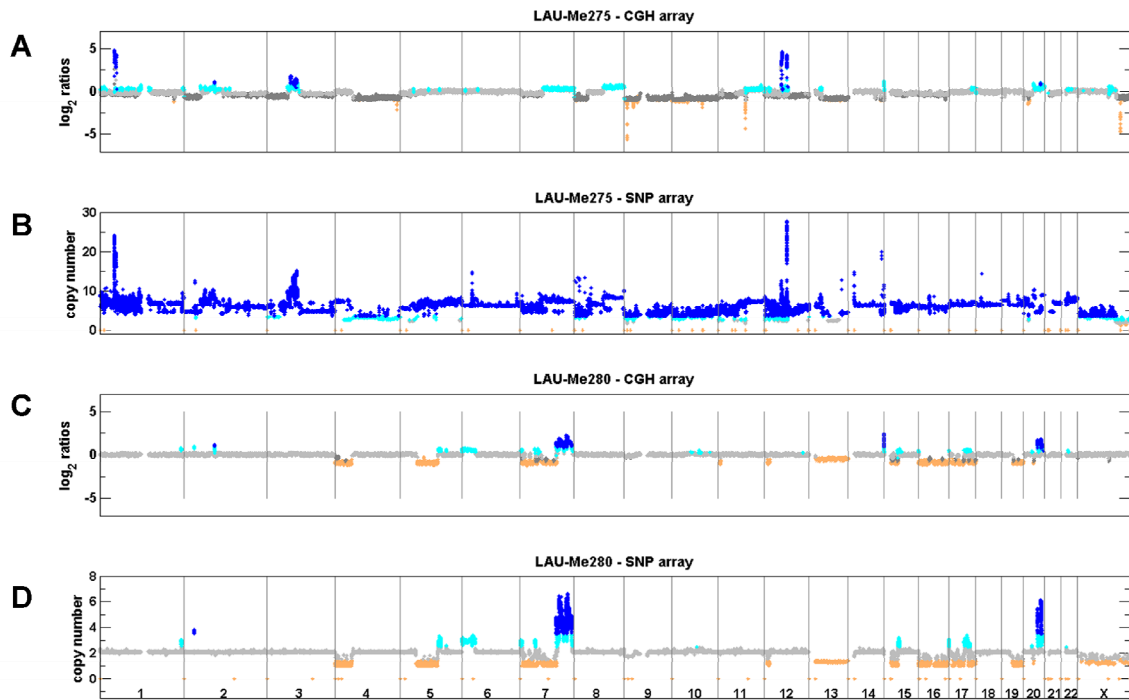 LAU-Me275 - CGH array
A
log2 ratios
5
0
-5
LAU-Me275 - SNP array
B
copy number
30
20
10
0
LAU-Me280 - CGH array
C
log2 ratios
5
0
-5
LAU-Me280 - SNP array
D
copy number
8
6
4
2
0
1 2 3 4 5 6 7 8 9 10 11 12 13 14 15 16 17 18 19 20 21 22 X